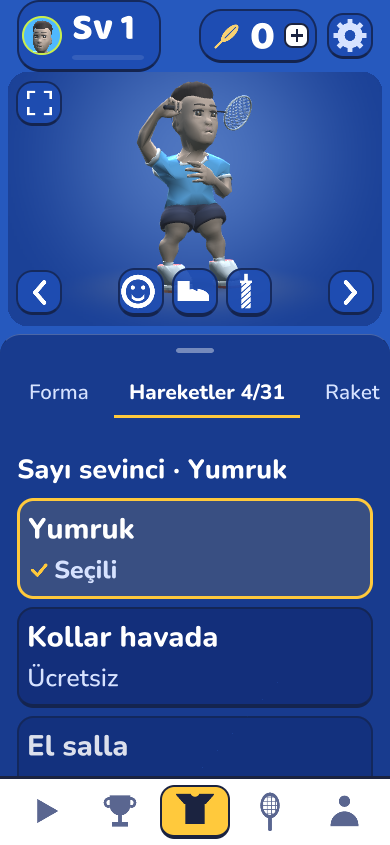 Sv 1
0
Forma
Hareketler 4/31
Raket
Sayı sevinci · Yumruk
Yumruk
Seçili
Kollar havada
Ücretsiz
El salla